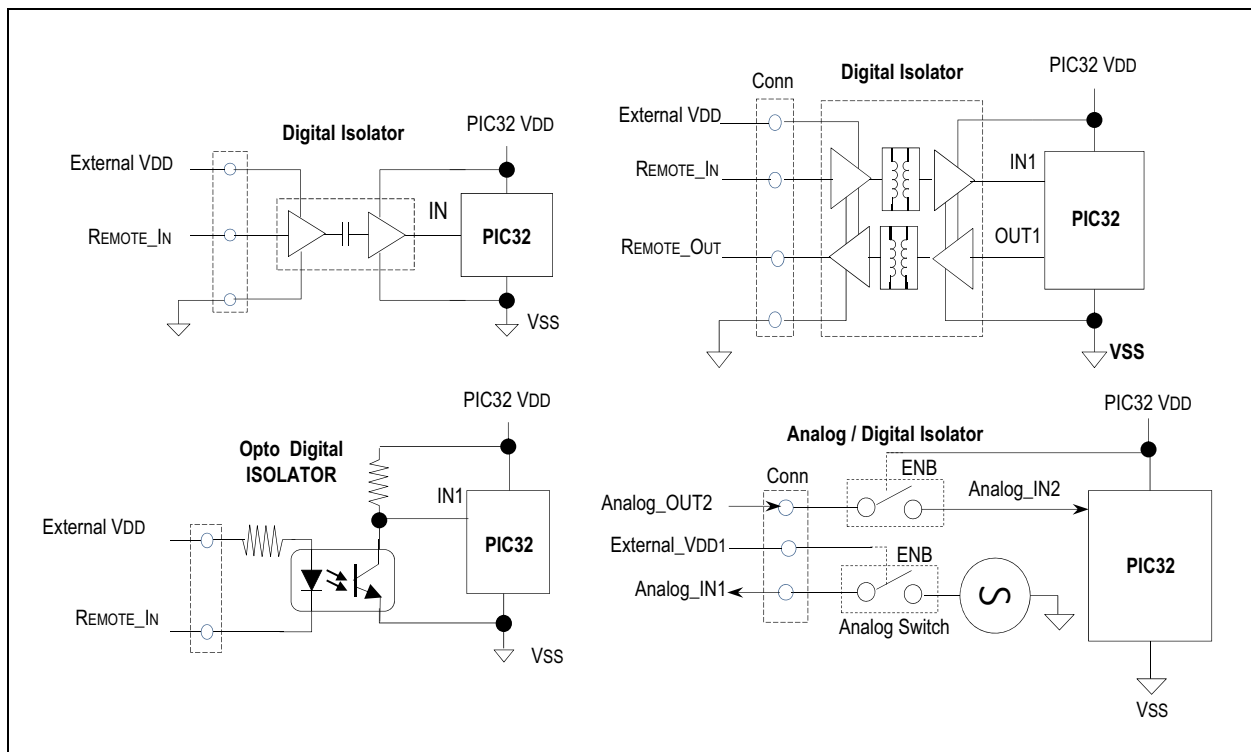 Digital Isolator
PIC32 VDD
External VDD
REMOTE_IN
IN
PIC32
VSS
Conn
Digital Isolator
PIC32 VDD
External VDD
REMOTE_IN
IN1
PIC32
REMOTE_OUT
OUT1
VSS
Opto Digital
ISOLATOR
PIC32 VDD
IN1
External VDD
PIC32
REMOTE_IN
VSS
Analog / Digital Isolator
PIC32 VDD
Conn
ENB
Analog_OUT2
Analog_IN2
External_VDD1
ENB
PIC32
Analog_IN1
Analog Switch
S
VSS